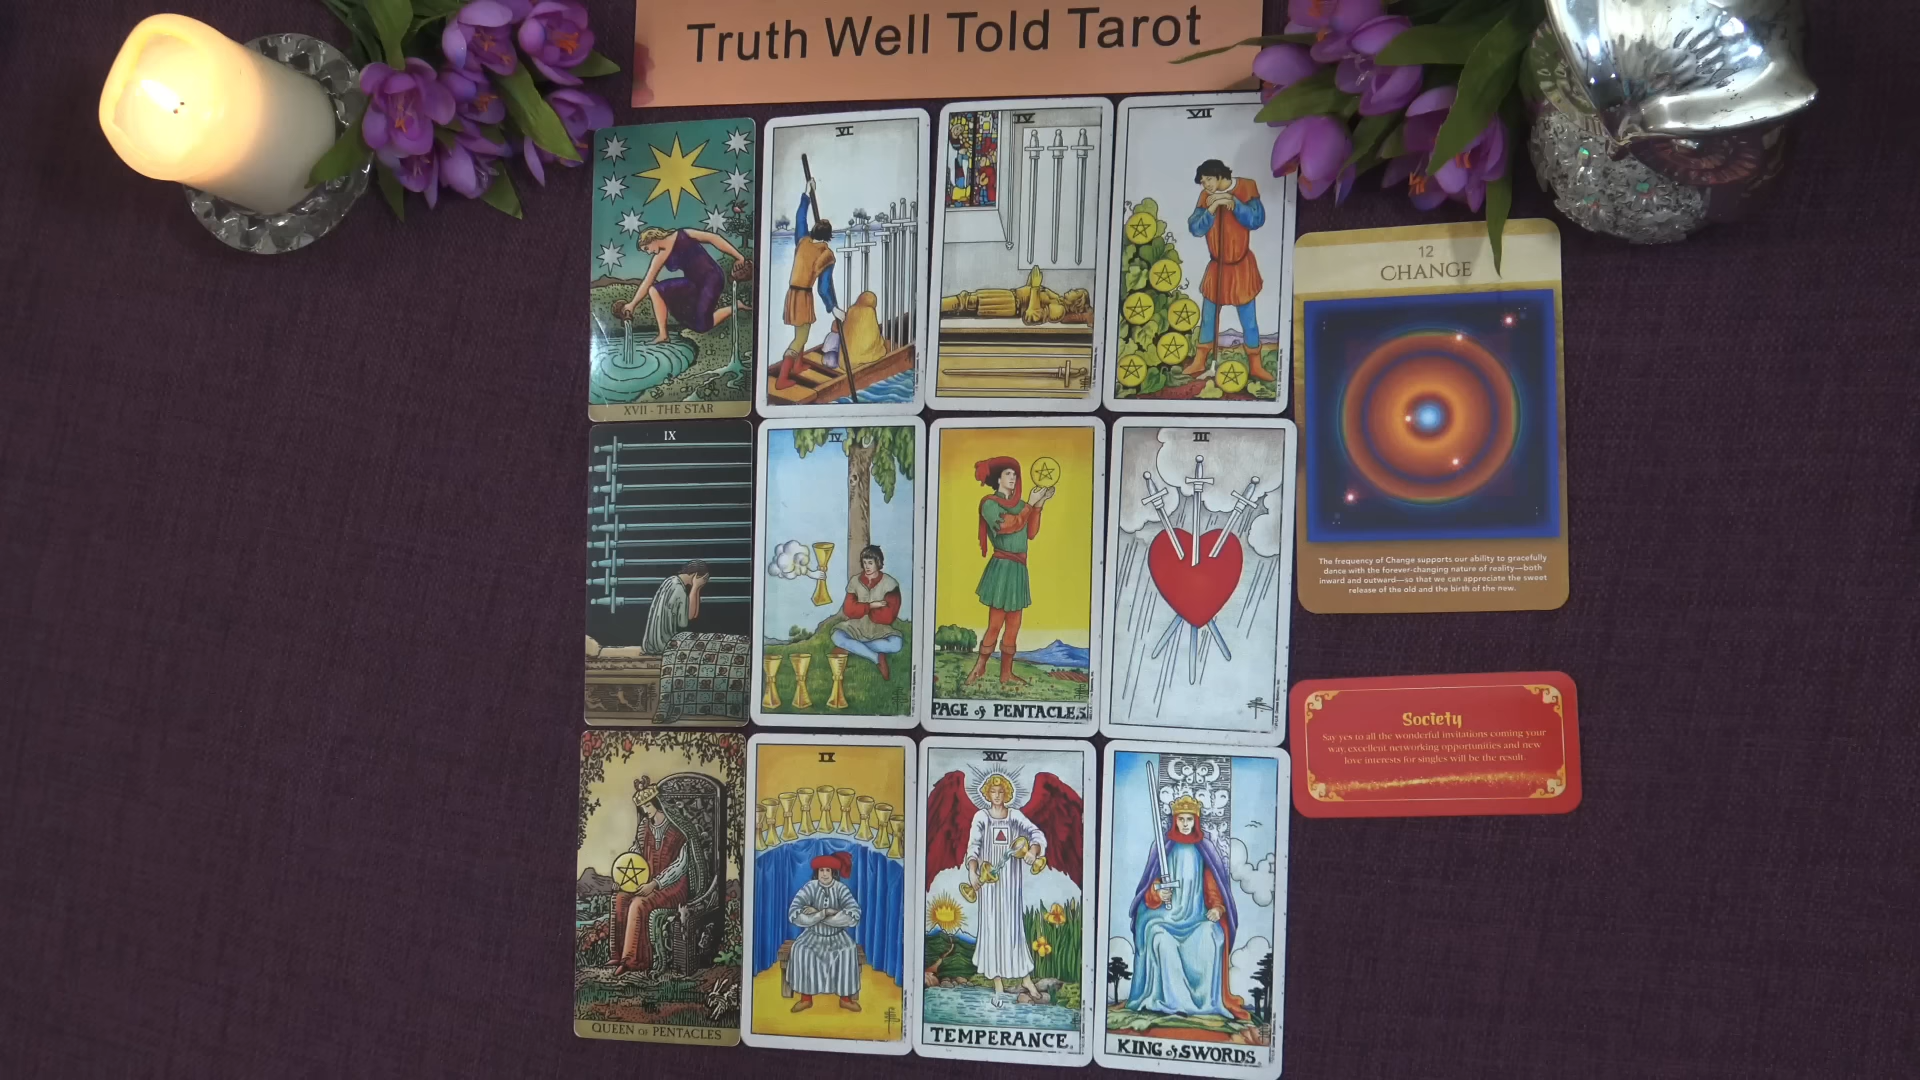 Truth Well Told Tarot
VI
IV
VII
XVII - THE STAR
12
CHANGE
The frequency of Change supports our ability to gracefully
dance with the forever-changing nature of reality—both
inward and outward—so that we can appreciate the sweet
release of the old and the birth of the new.
IX
IV
III
PAGE of PENTACLES.
Society
Say yes to all the wonderful invitations coming your
way, excellent networking opportunities and new
love interests for singles will be the result.
IX
XIV
QUEEN OF PENTACLES
TEMPERANCE.
KING of SWORDS.